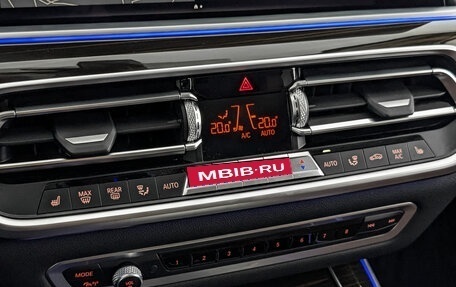 20.0° 20.0°
A/C AUTO
MAX REAR AUTO
MBIB.RU
AUTO MAX A/C
MODE
VOL
1 2 3 4 5 6 7 8